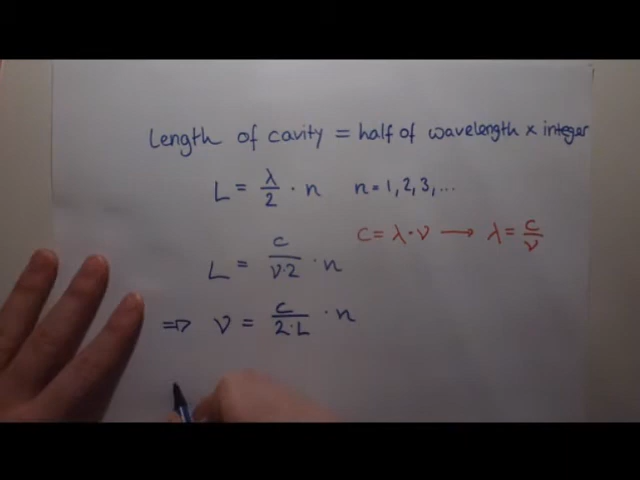 Length of cavity = half of wavelength × integer
L = λ/2 · n    n = 1, 2, 3, ...
c = λ · ν → λ = c/ν
L = c/(ν·2) · n
⇒ ν = c/(2·L) · n